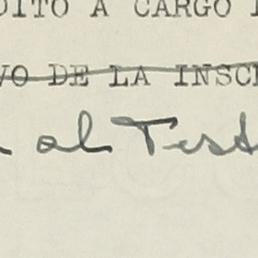 DITO A CARGO
VO DE LA INSC
al Test